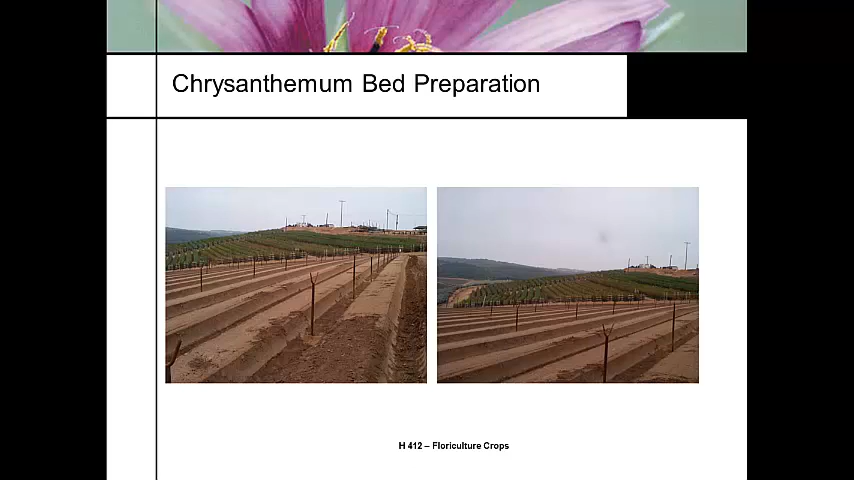 Chrysanthemum Bed Preparation
H 412 – Floriculture Crops